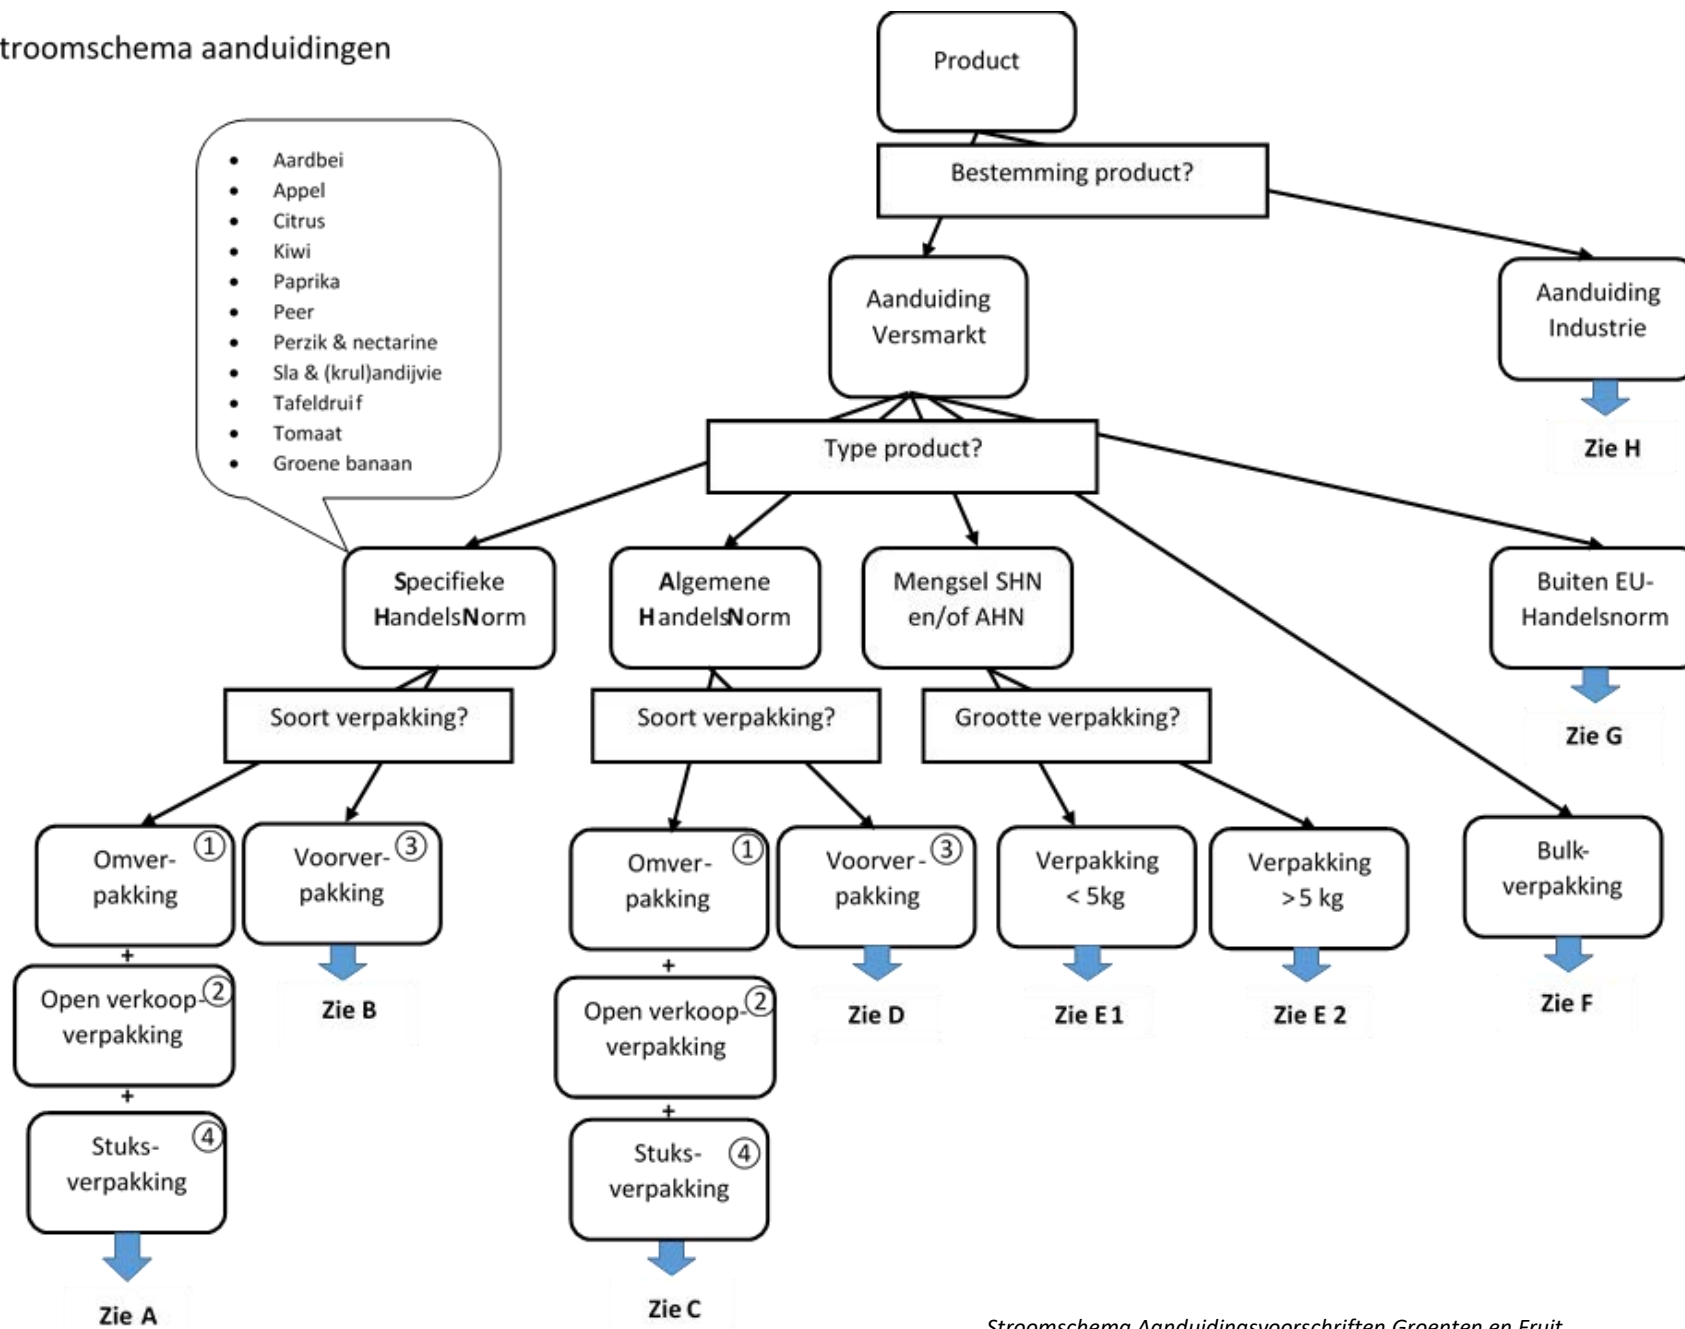 troomschema aanduidingen
Product
Bestemming product?
• Aardbei
• Appel
• Citrus
• Kiwi
• Paprika
• Peer
• Perzik & nectarine
• Sla & (krul)andijvie
• Tafeldruif
• Tomaat
• Groene banaan
Aanduiding
Versmarkt
Aanduiding
Industrie
Zie H
Type product?
Specifieke
HandelsNorm
Algemene
HandelsNorm
Mengsel SHN
en/of AHN
Buiten EU-
Handelsnorm
Zie G
Soort verpakking?
Soort verpakking?
Grootte verpakking?
Omver-
pakking
1
Voorver-
pakking
3
Omver-
pakking
1
Voorver-
pakking
3
Verpakking
< 5kg
Verpakking
>5 kg
Bulk-
verpakking
+
Open verkoop-
verpakking
2
Zie B
+
Open verkoop-
verpakking
2
Zie D
Zie E1
Zie E 2
Zie F
+
Stuks-
verpakking
4
+
Stuks-
verpakking
4
Zie A
Zie C
Stroomschema Aanduidingsvoorschriften Groenten en Fruit